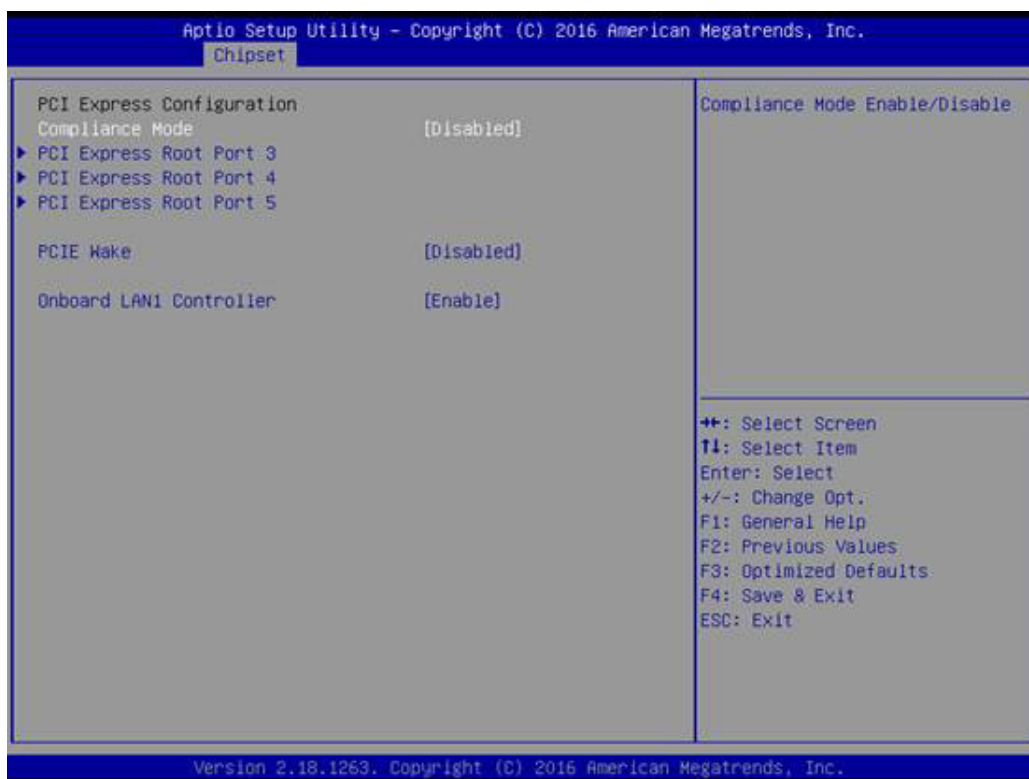 Aptio Setup Utility – Copyright (C) 2016 American Megatrends, Inc.
Chipset
PCI Express Configuration
Compliance Mode [Disabled]
PCI Express Root Port 3
PCI Express Root Port 4
PCI Express Root Port 5
PCIE Wake [Disabled]
Onboard LAN1 Controller [Enable]
Compliance Mode Enable/Disable
→←: Select Screen
↑↓: Select Item
Enter: Select
+/-: Change Opt.
F1: General Help
F2: Previous Values
F3: Optimized Defaults
F4: Save & Exit
ESC: Exit
Version 2.18.1263. Copyright (C) 2016 American Megatrends, Inc.